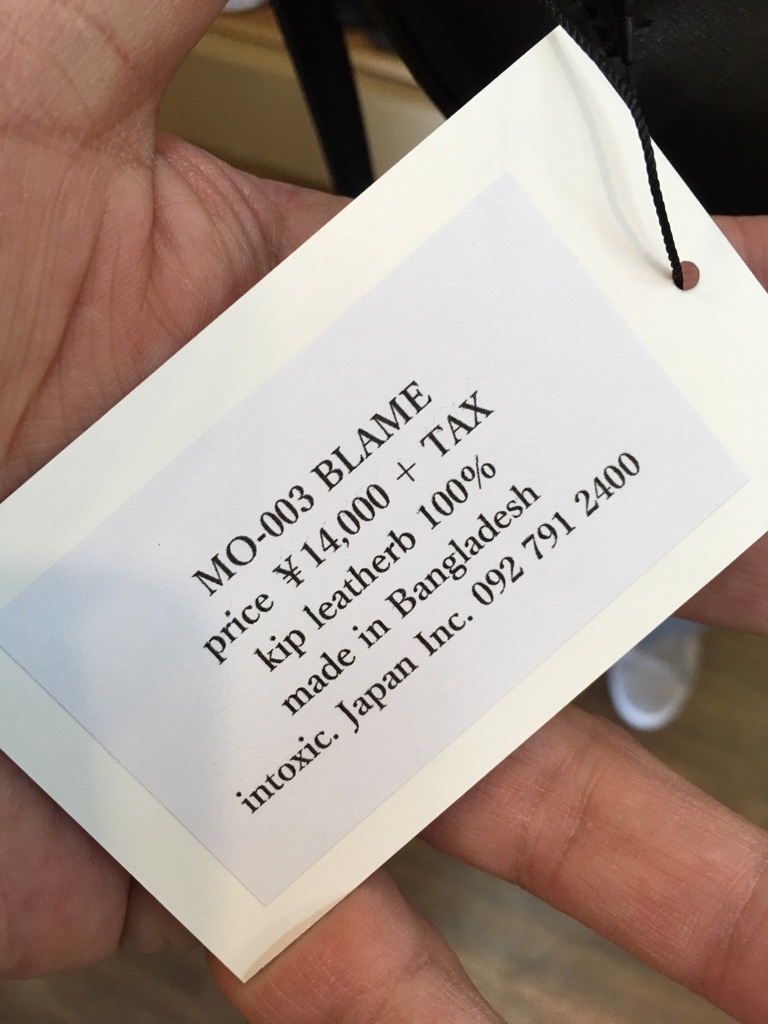 MO-003 BLAME
price ¥14,000 + TAX
kip leatherb 100%
made in Bangladesh
intoxic. Japan Inc. 092 791 2400